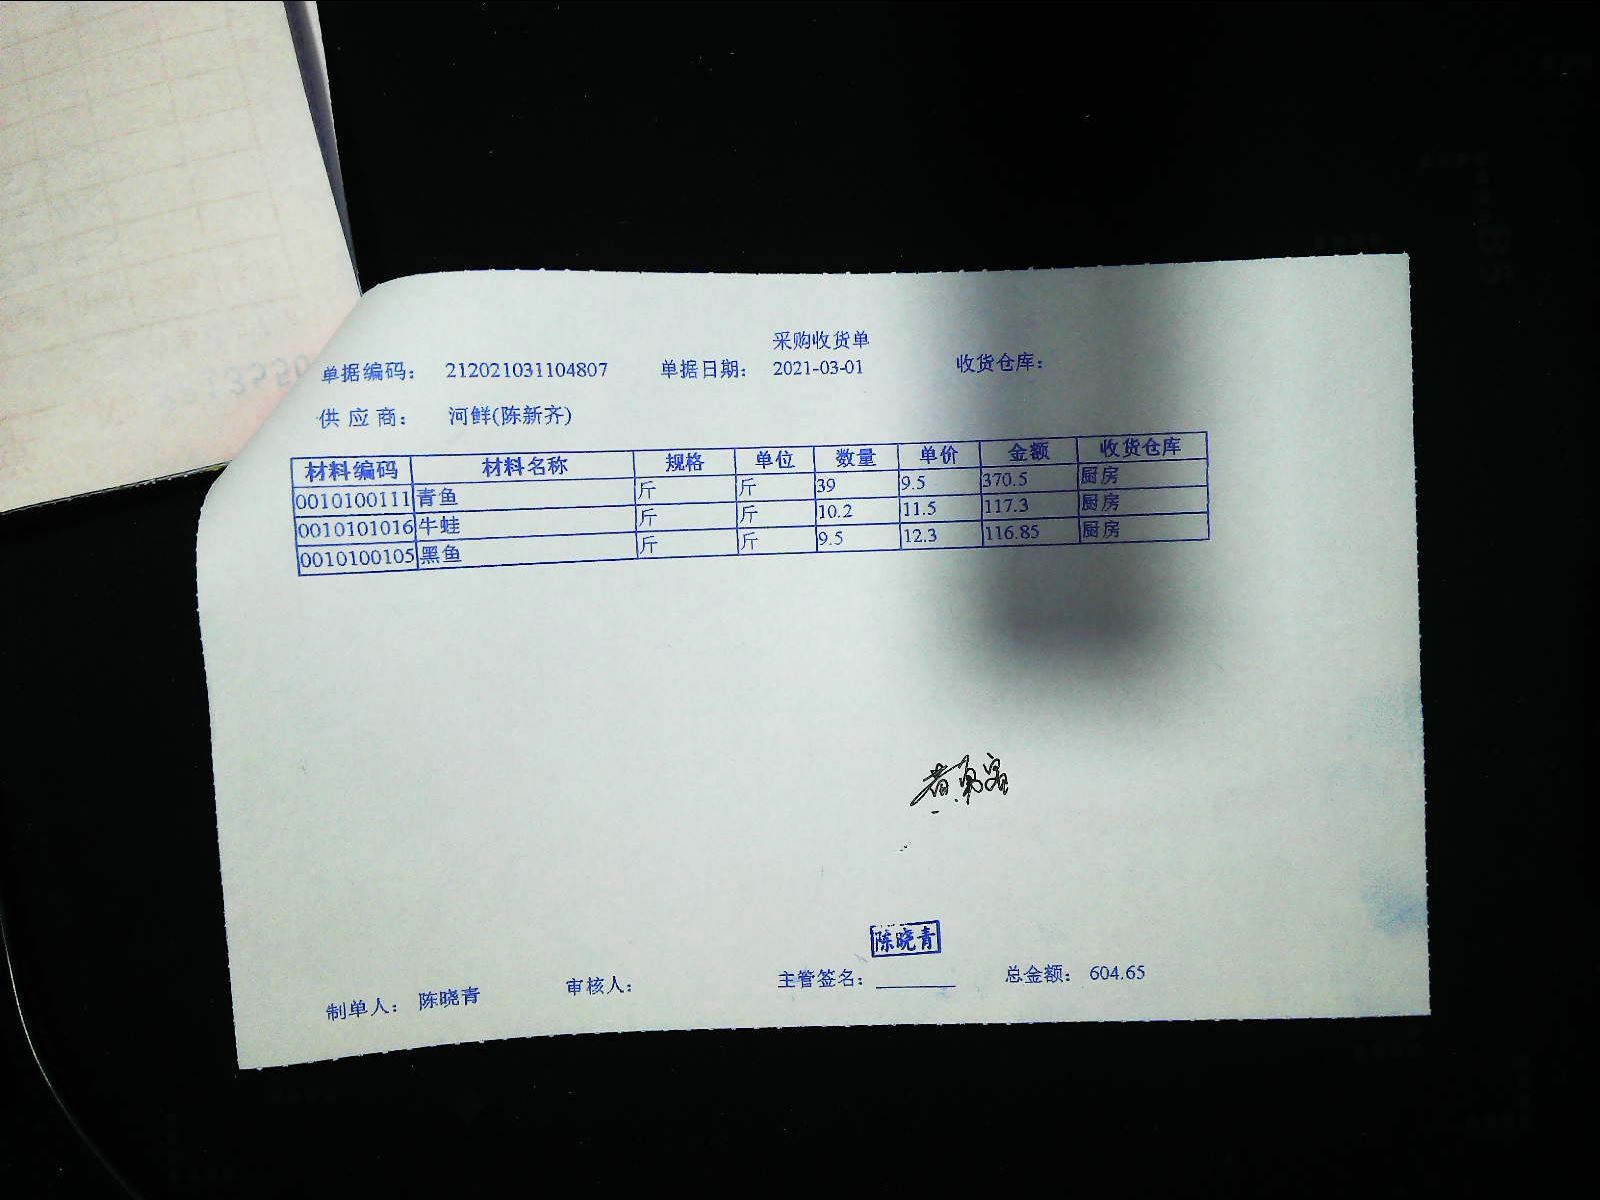 采购收货单
单据编码： 212021031104807 单据日期： 2021-03-01 收货仓库：
供应商： 河鲜(陈新齐)
材料编码 材料名称 规格 单位 数量 单价 金额 收货仓库
0010100111 青鱼 斤 斤 39 9.5 370.5 厨房
0010101016 牛蛙 斤 斤 10.2 11.5 117.3 厨房
0010100105 黑鱼 斤 斤 9.5 12.3 116.85 厨房
陈晓青
制单人： 陈晓青 审核人： 主管签名： 总金额： 604.65